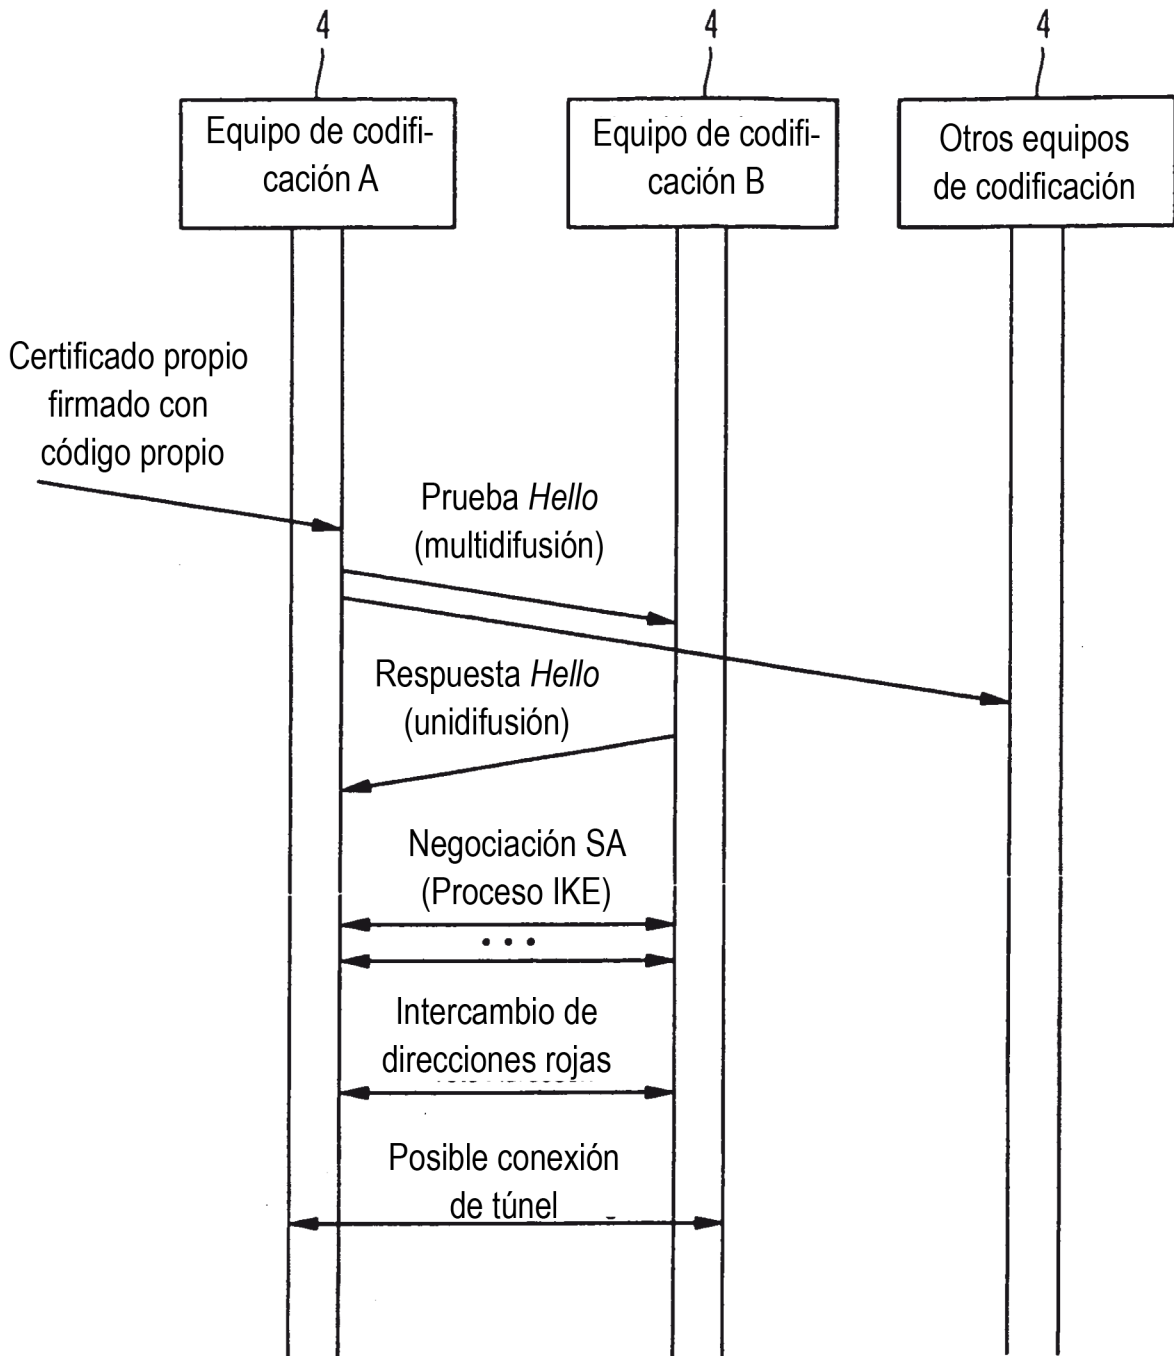 4
4
4
Equipo de codifi-
cación A
Equipo de codifi-
cación B
Otros equipos
de codificación
Certificado propio
firmado con
código propio
Prueba Hello
(multidifusión)
Respuesta Hello
(unidifusión)
Negociación SA
(Proceso IKE)
• • •
Intercambio de
direcciones rojas
Posible conexión
de túnel